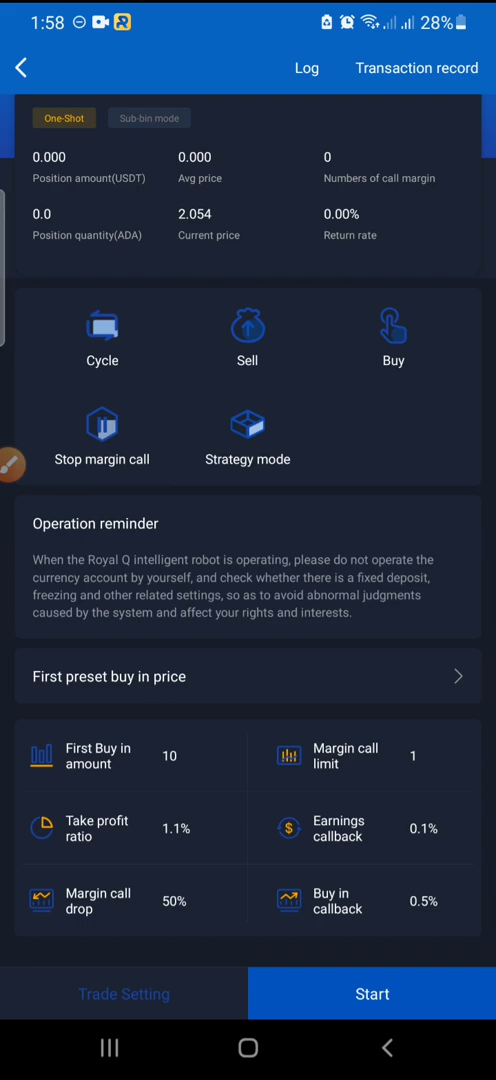 1:58
28%
Log
Transaction record
One-Shot
Sub-bin mode
0.000
0.000
0
Position amount(USDT)
Avg price
Numbers of call margin
0.0
2.054
0.00%
Position quantity(ADA)
Current price
Return rate
Cycle
Sell
Buy
Stop margin call
Strategy mode
Operation reminder
When the Royal Q intelligent robot is operating, please do not operate the
currency account by yourself, and check whether there is a fixed deposit,
freezing and other related settings, so as to avoid abnormal judgments
caused by the system and affect your rights and interests.
First preset buy in price
First Buy in
amount
10
Margin call
limit
1
Take profit
ratio
1.1%
Earnings
callback
0.1%
Margin call
drop
50%
Buy in
callback
0.5%
Trade Setting
Start